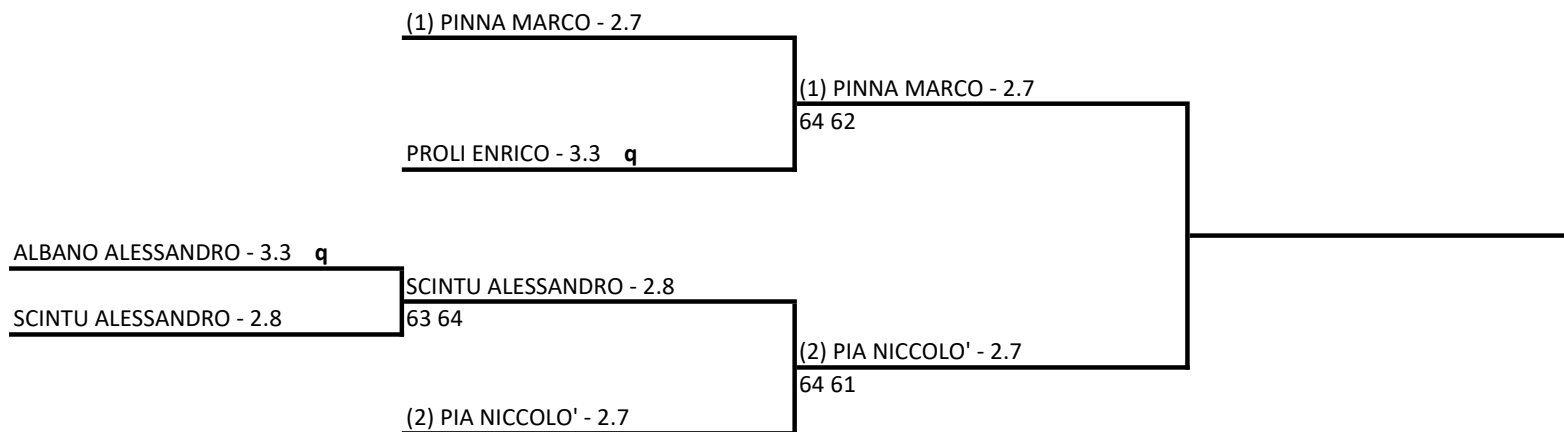 (1) PINNA MARCO - 2.7
(1) PINNA MARCO - 2.7
64 62
PROLI ENRICO - 3.3 q
ALBANO ALESSANDRO - 3.3 q
SCINTU ALESSANDRO - 2.8
SCINTU ALESSANDRO - 2.8
63 64
(2) PIA NICCOLO' - 2.7
64 61
(2) PIA NICCOLO' - 2.7